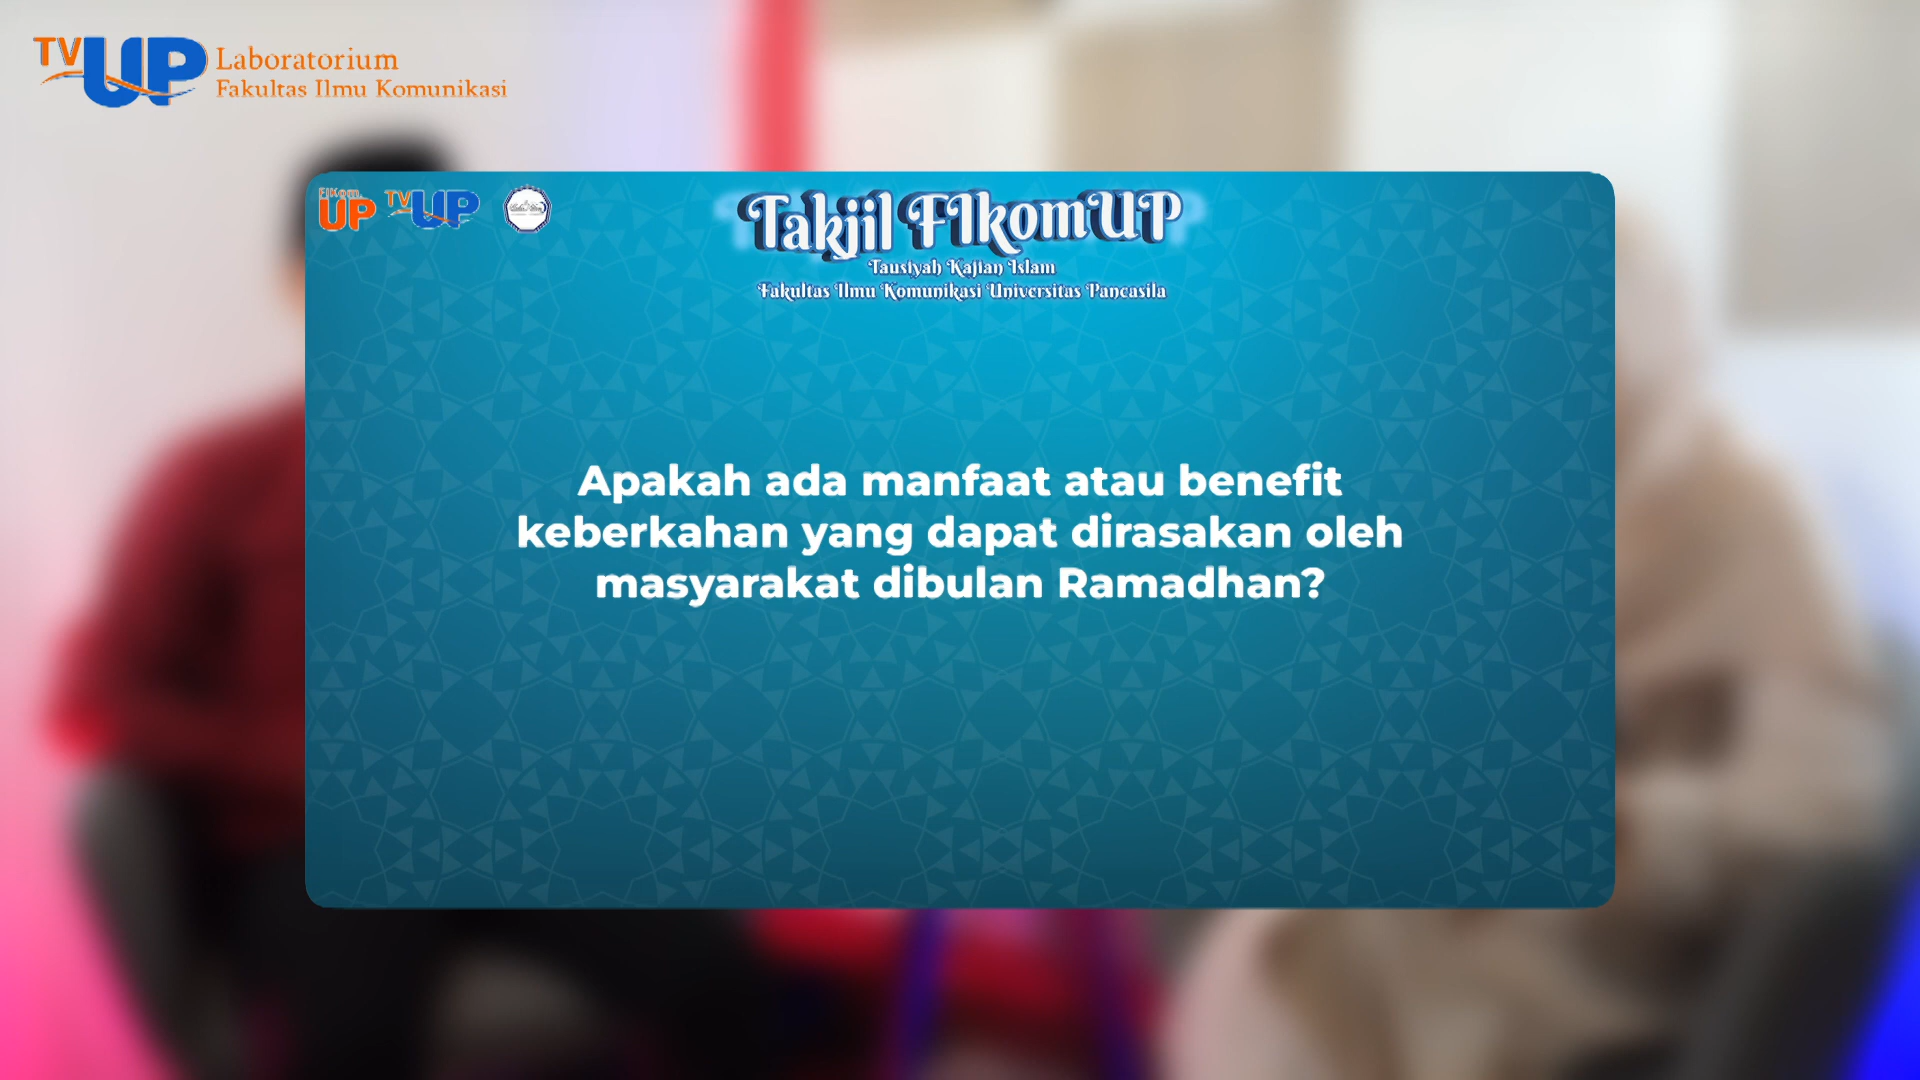 TV UP Laboratorium
Fakultas Ilmu Komunikasi
FIKom UP TV UP
Takjil FIkomUP
Tausiyah Kajian Islam
Fakultas Ilmu Komunikasi Universitas Pancasila
Apakah ada manfaat atau benefit
keberkahan yang dapat dirasakan oleh
masyarakat dibulan Ramadhan?